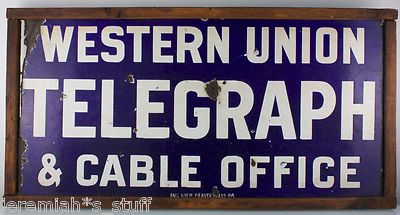 WESTERN UNION
TELEGRAPH
& CABLE OFFICE
jeremiah*s stuff